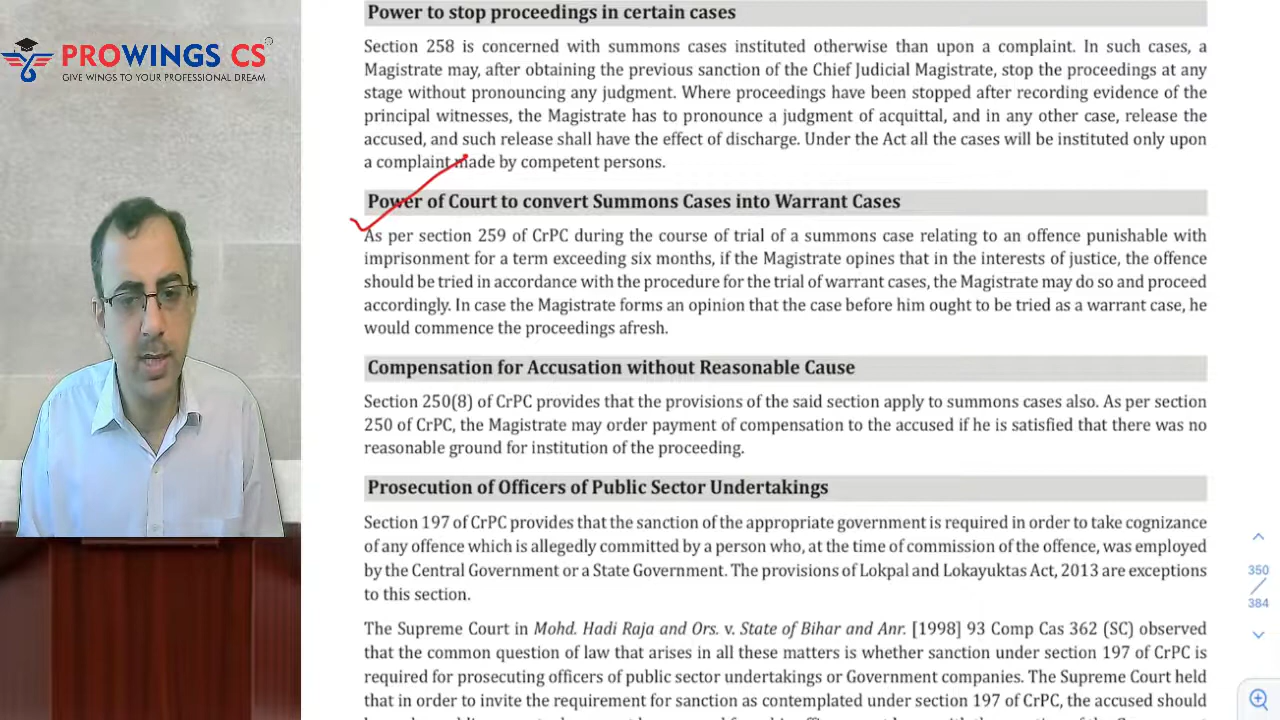 PROWINGS CS
GIVE WINGS TO YOUR PROFESSIONAL DREAM
Power to stop proceedings in certain cases
Section 258 is concerned with summons cases instituted otherwise than upon a complaint. In such cases, a
Magistrate may, after obtaining the previous sanction of the Chief Judicial Magistrate, stop the proceedings at any
stage without pronouncing any judgment. Where proceedings have been stopped after recording evidence of the
principal witnesses, the Magistrate has to pronounce a judgment of acquittal, and in any other case, release the
accused, and such release shall have the effect of discharge. Under the Act all the cases will be instituted only upon
a complaint made by competent persons.
Power of Court to convert Summons Cases into Warrant Cases
As per section 259 of CrPC during the course of trial of a summons case relating to an offence punishable with
imprisonment for a term exceeding six months, if the Magistrate opines that in the interests of justice, the offence
should be tried in accordance with the procedure for the trial of warrant cases, the Magistrate may do so and proceed
accordingly. In case the Magistrate forms an opinion that the case before him ought to be tried as a warrant case, he
would commence the proceedings afresh.
Compensation for Accusation without Reasonable Cause
Section 250(8) of CrPC provides that the provisions of the said section apply to summons cases also. As per section
250 of CrPC, the Magistrate may order payment of compensation to the accused if he is satisfied that there was no
reasonable ground for institution of the proceeding.
Prosecution of Officers of Public Sector Undertakings
Section 197 of CrPC provides that the sanction of the appropriate government is required in order to take cognizance
of any offence which is allegedly committed by a person who, at the time of commission of the offence, was employed
by the Central Government or a State Government. The provisions of Lokpal and Lokayuktas Act, 2013 are exceptions
to this section.
The Supreme Court in Mohd. Hadi Raja and Ors. v. State of Bihar and Anr. [1998] 93 Comp Cas 362 (SC) observed
that the common question of law that arises in all these matters is whether sanction under section 197 of CrPC is
required for prosecuting officers of public sector undertakings or Government companies. The Supreme Court held
that in order to invite the requirement for sanction as contemplated under section 197 of CrPC, the accused should
350
384